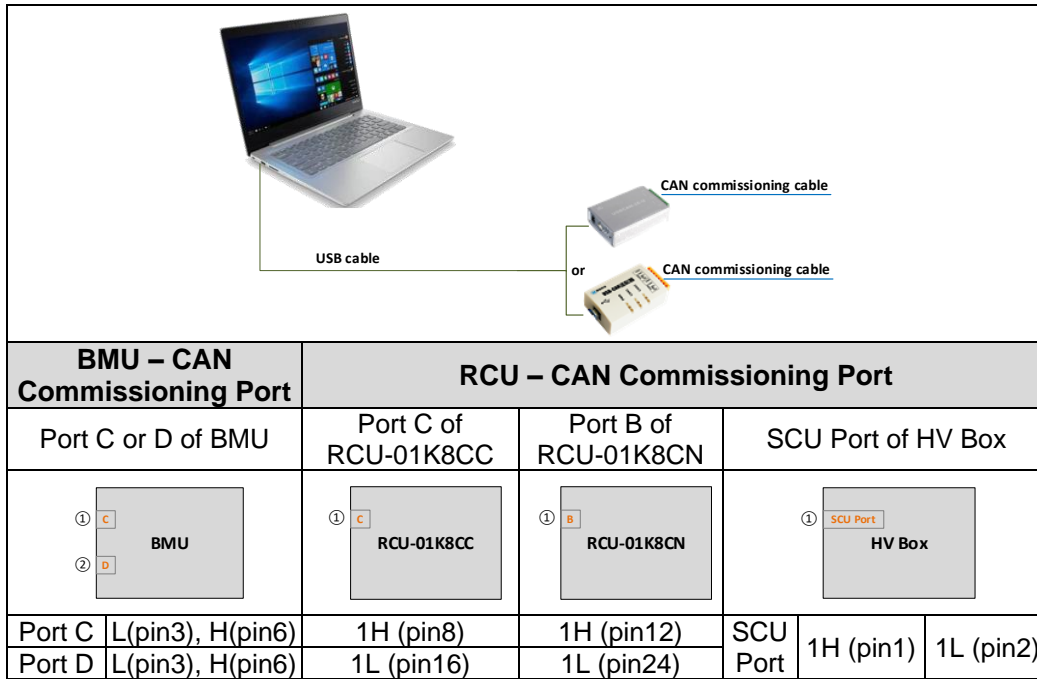 CAN commissioning cable
USB cable
or
CAN commissioning cable
BMU – CAN
Commissioning Port
RCU – CAN Commissioning Port
Port C or D of BMU
Port C of
RCU-01K8CC
Port B of
RCU-01K8CN
SCU Port of HV Box
① C
BMU
② D
① C
RCU-01K8CC
① B
RCU-01K8CN
① SCU Port
HV Box
Port C L(pin3), H(pin6) 1H (pin8) 1H (pin12) SCU
Port 1H (pin1) 1L (pin2)
Port D L(pin3), H(pin6) 1L (pin16) 1L (pin24)